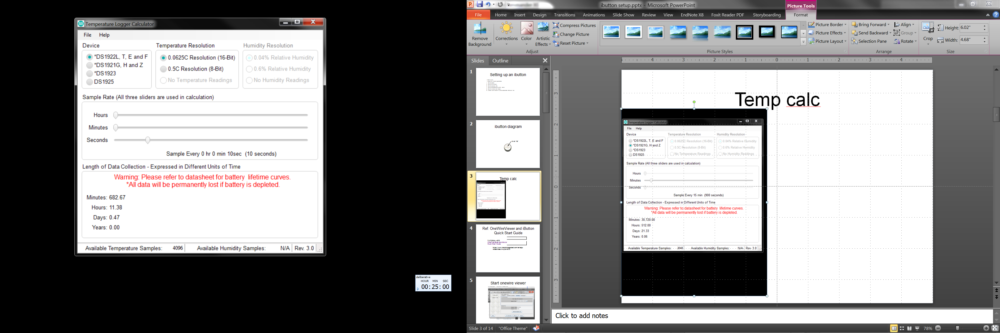 Temperature Logger Calculator
File Help
Device
*DS1922L, T, E and F
*DS1921G, H and Z
*DS1923
DS1925
Temperature Resolution
0.0625C Resolution (16-Bit)
0.5C Resolution (8-Bit)
No Temperature Readings
Humidity Resolution
0.04% Relative Humidity
0.6% Relative Humidity
No Humidity Readings
Sample Rate (All three sliders are used in calculation)
Hours
Minutes
Seconds
Sample Every 0 hr 0 min 10sec (10 seconds)
Length of Data Collection - Expressed in Different Units of Time
Warning: Please refer to datasheet for battery lifetime curves.
*All data will be permanently lost if battery is depleted.
Minutes: 682.67
Hours: 11.38
Days: 0.47
Years: 0.00
Available Temperature Samples: 4096 Available Humidity Samples: N/A Rev. 3.0
deliberative
HOUR MIN SEC
00:25:00
ibutton setup.pptx - Microsoft PowerPoint
Picture Tools
File Home Insert Design Transitions Animations Slide Show Review View EndNote X8 Foxit Reader PDF Storyboarding Format
Remove Background
Corrections
Color
Artistic Effects
Compress Pictures
Change Picture
Reset Picture
Adjust
Picture Styles
Picture Border
Picture Effects
Picture Layout
Bring Forward
Send Backward
Selection Pane
Align
Group
Rotate
Arrange
Crop
Height: 6.02"
Width: 4.68"
Size
Slides Outline
1
Setting up an ibutton
2
ibutton diagram
3
Temp calc
4
Ref: OneWireViewer and iButton
Quick Start Guide
TUTORIAL 4373
OneWireViewer and iButton
Quick Start Guide
5
Start onewire viewer
Temp calc
Temperature Logger Calculator
File Help
Device
*DS1922L, T, E and F
*DS1921G, H and Z
*DS1923
DS1925
Temperature Resolution
0.0625C Resolution (16-Bit)
0.5C Resolution (8-Bit)
No Temperature Readings
Humidity Resolution
0.04% Relative Humidity
0.6% Relative Humidity
No Humidity Readings
Sample Rate (All three sliders are used in calculation)
Hours
Minutes
Seconds
Sample Every 15 min (900 seconds)
Length of Data Collection - Expressed in Different Units of Time
Warning: Please refer to datasheet for battery lifetime curves.
*All data will be permanently lost if battery is depleted.
Minutes: 30,720.00
Hours: 512.00
Days: 21.33
Years: 0.06
Available Temperature Samples: 2048 Available Humidity Samples: N/A Rev. 3.0
Click to add notes
Slide 3 of 14 "Office Theme" 78%